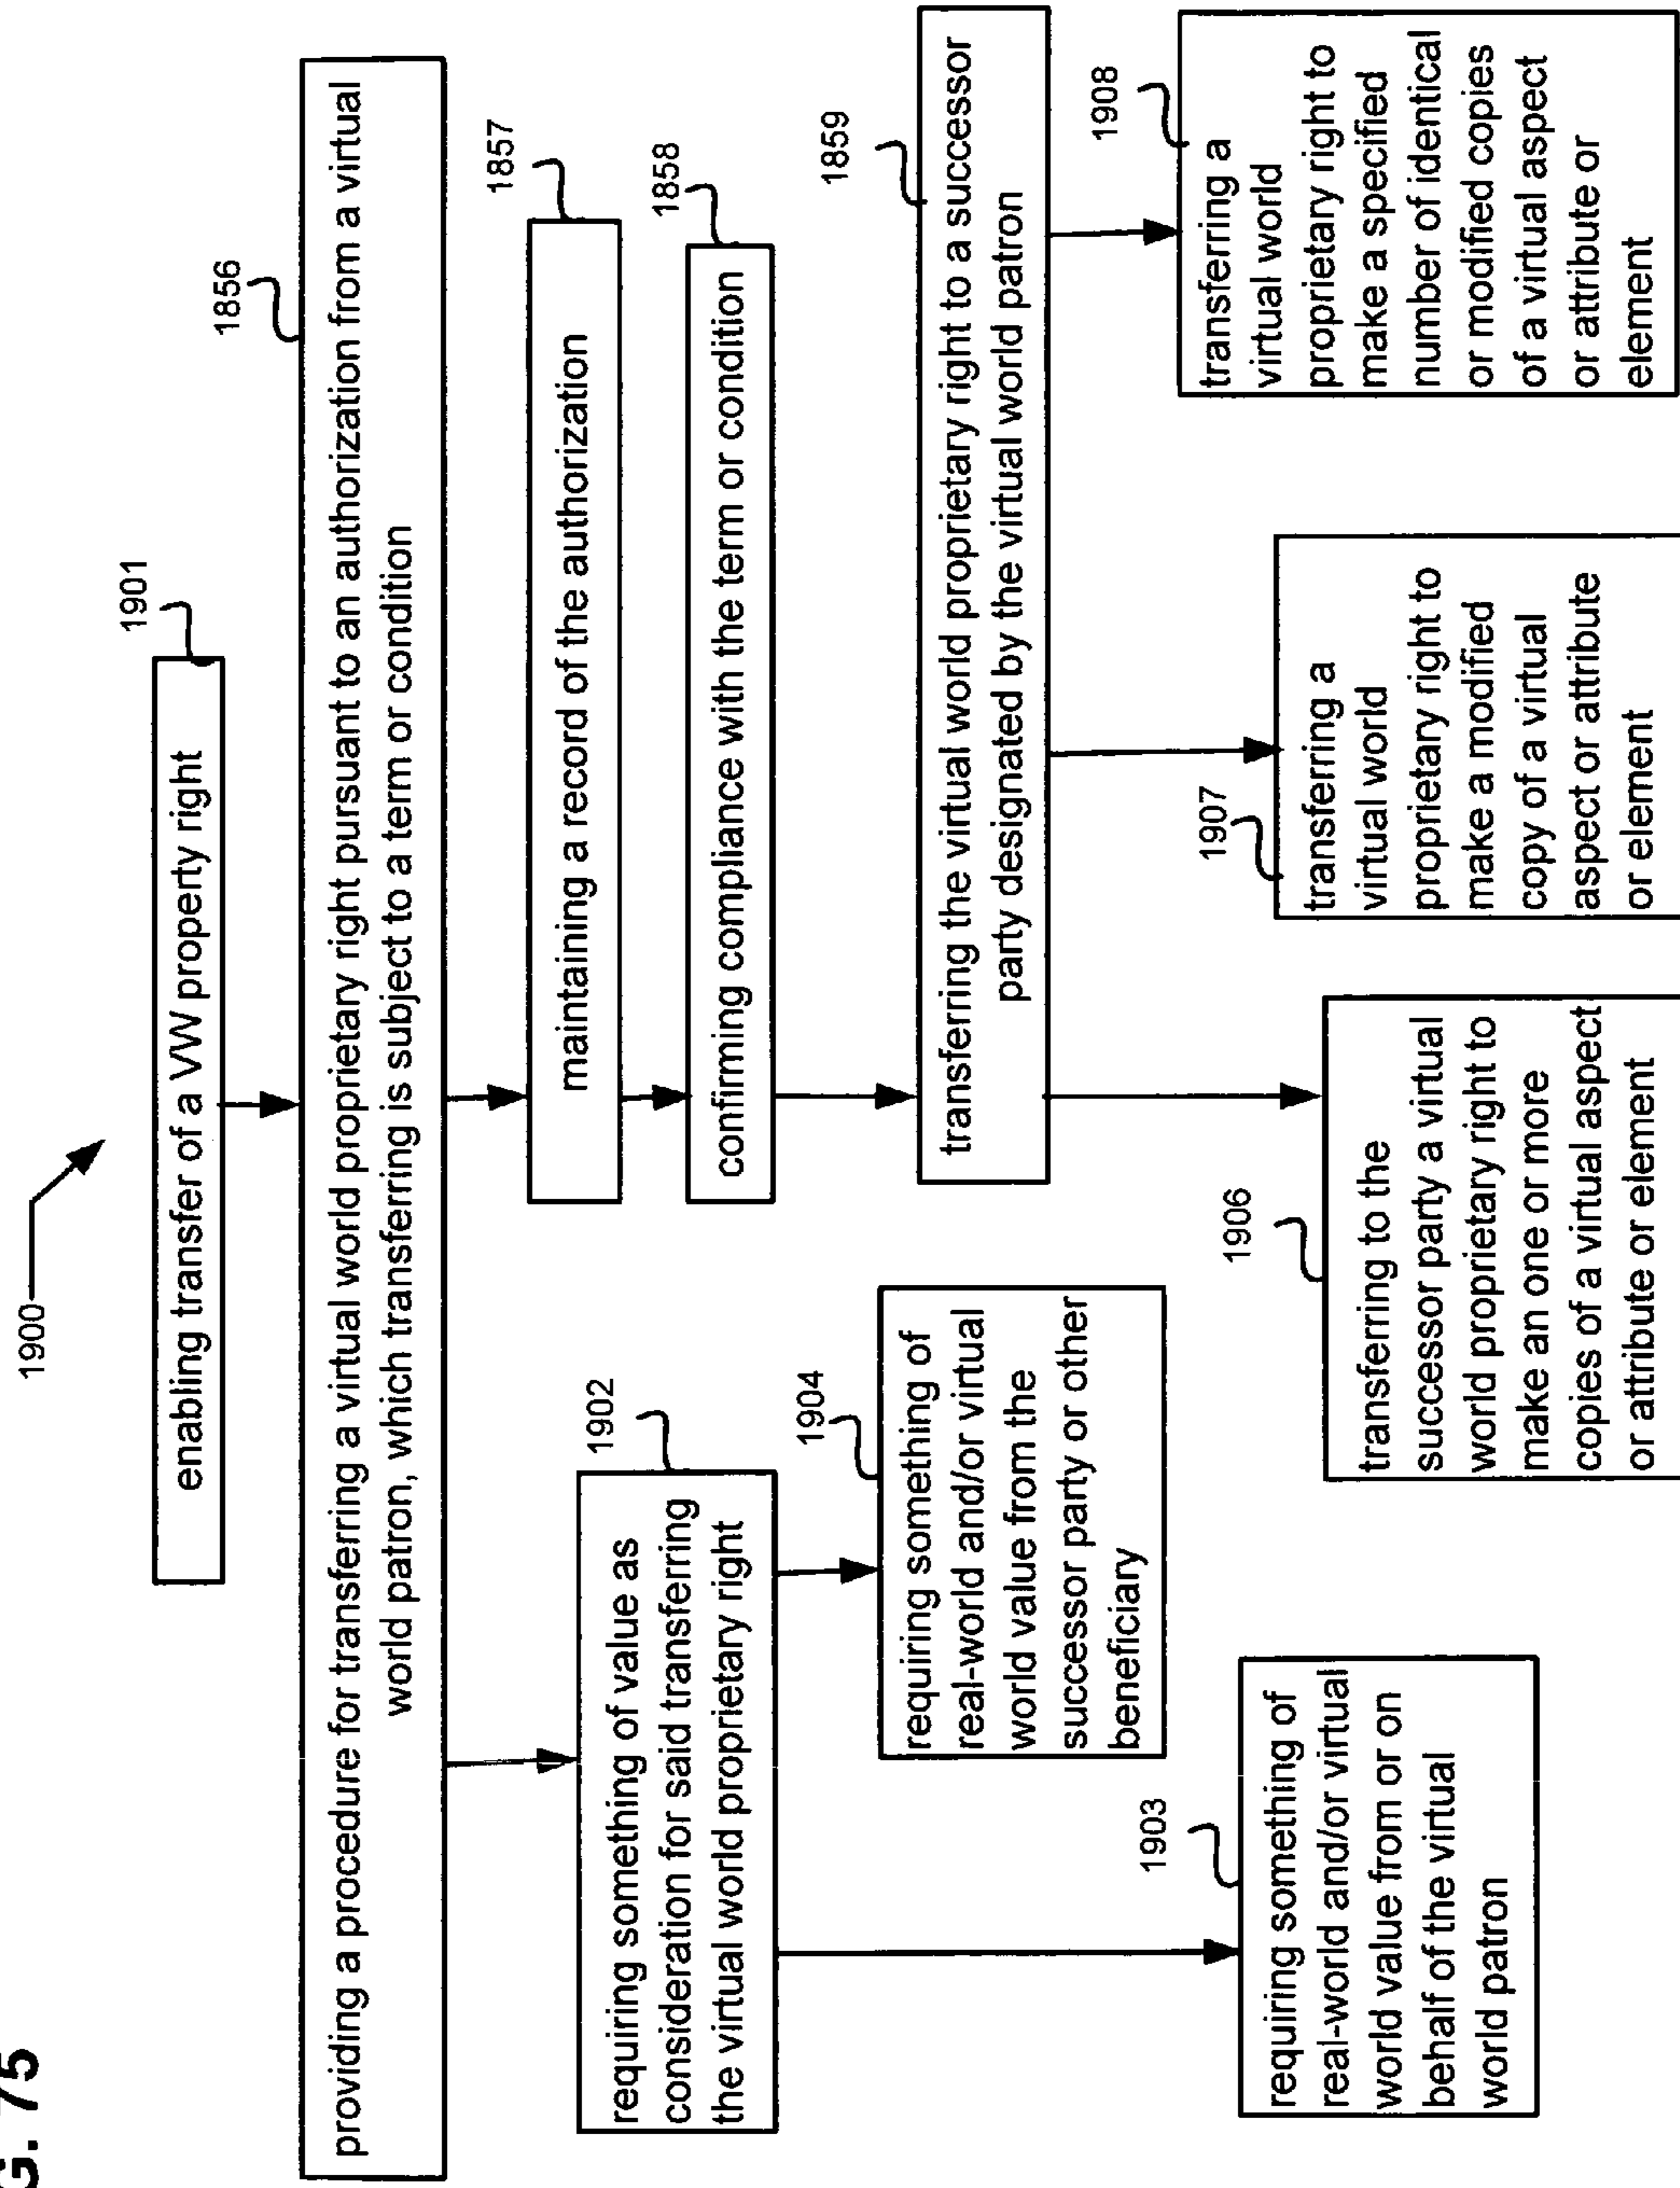 G. 75
1900
1901
enabling transfer of a VW property right
1856
providing a procedure for transferring a virtual world proprietary right pursuant to an authorization from a virtual
world patron, which transferring is subject to a term or condition
1857
maintaining a record of the authorization
1858
confirming compliance with the term or condition
1859
transferring the virtual world proprietary right to a successor
party designated by the virtual world patron
1902
requiring something of value as
consideration for said transferring
the virtual world proprietary right
1904
requiring something of
real-world and/or virtual
world value from the
successor party or other
beneficiary
1903
requiring something of
real-world and/or virtual
world value from or on
behalf of the virtual
world patron
1906
transferring to the
successor party a virtual
world proprietary right to
make an one or more
copies of a virtual aspect
or attribute or element
1907
transferring a
virtual world
proprietary right to
make a modified
copy of a virtual
aspect or attribute
or element
1908
transferring a
virtual world
proprietary right to
make a specified
number of identical
or modified copies
of a virtual aspect
or attribute or
element